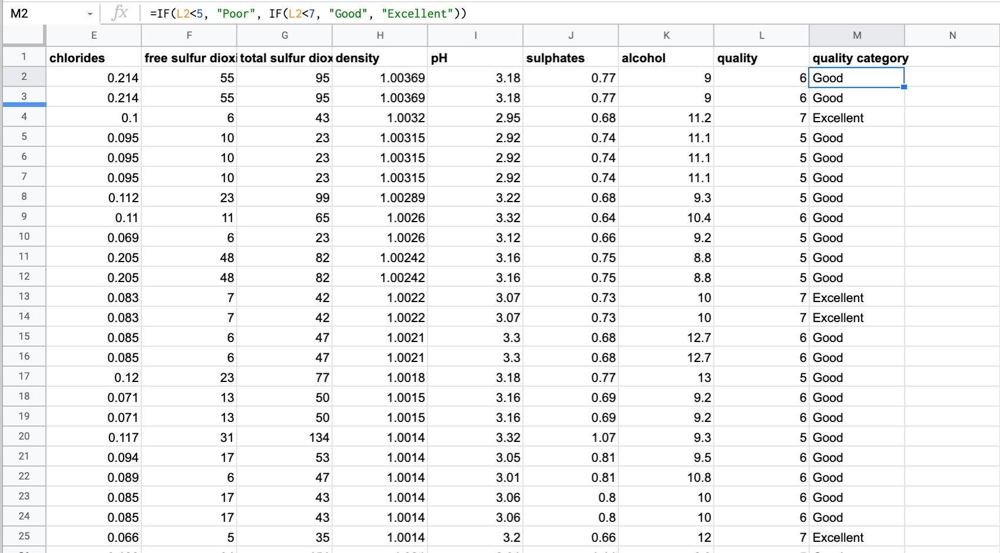 M2 fx =IF(L2<5, "Poor", IF(L2<7, "Good", "Excellent"))
E F G H I J K L M N
1 chlorides free sulfur dioxi total sulfur diox density pH sulphates alcohol quality quality category
2 0.214 55 95 1.00369 3.18 0.77 9 6 Good
3 0.214 55 95 1.00369 3.18 0.77 9 6 Good
4 0.1 6 43 1.0032 2.95 0.68 11.2 7 Excellent
5 0.095 10 23 1.00315 2.92 0.74 11.1 5 Good
6 0.095 10 23 1.00315 2.92 0.74 11.1 5 Good
7 0.095 10 23 1.00315 2.92 0.74 11.1 5 Good
8 0.112 23 99 1.00289 3.22 0.68 9.3 5 Good
9 0.11 11 65 1.0026 3.32 0.64 10.4 6 Good
10 0.069 6 23 1.0026 3.12 0.66 9.2 5 Good
11 0.205 48 82 1.00242 3.16 0.75 8.8 5 Good
12 0.205 48 82 1.00242 3.16 0.75 8.8 5 Good
13 0.083 7 42 1.0022 3.07 0.73 10 7 Excellent
14 0.083 7 42 1.0022 3.07 0.73 10 7 Excellent
15 0.085 6 47 1.0021 3.3 0.68 12.7 6 Good
16 0.085 6 47 1.0021 3.3 0.68 12.7 6 Good
17 0.12 23 77 1.0018 3.18 0.77 13 5 Good
18 0.071 13 50 1.0015 3.16 0.69 9.2 6 Good
19 0.071 13 50 1.0015 3.16 0.69 9.2 6 Good
20 0.117 31 134 1.0014 3.32 1.07 9.3 5 Good
21 0.094 17 53 1.0014 3.05 0.81 9.5 6 Good
22 0.089 6 47 1.0014 3.01 0.81 10.8 6 Good
23 0.085 17 43 1.0014 3.06 0.8 10 6 Good
24 0.085 17 43 1.0014 3.06 0.8 10 6 Good
25 0.066 5 35 1.0014 3.2 0.66 12 7 Excellent